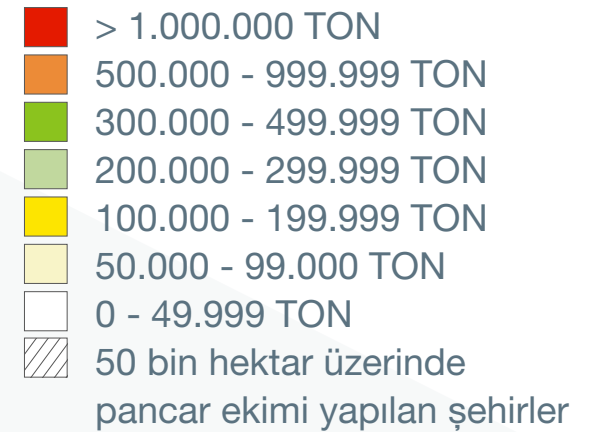 > 1.000.000 TON
500.000 - 999.999 TON
300.000 - 499.999 TON
200.000 - 299.999 TON
100.000 - 199.999 TON
50.000 - 99.000 TON
0 - 49.999 TON
50 bin hektar üzerinde
pancar ekimi yapılan şehirler